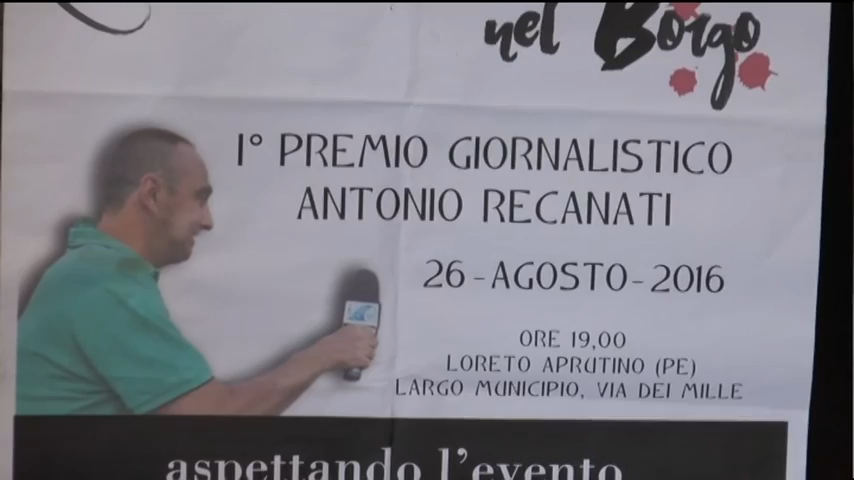 nel Borgo
I° PREMIO GIORNALISTICO
ANTONIO RECANATI
26-AGOSTO-2016
ORE 19,00
LORETO APRUTINO (PE)
LARGO MUNICIPIO, VIA DEI MILLE
aspettando l'evento